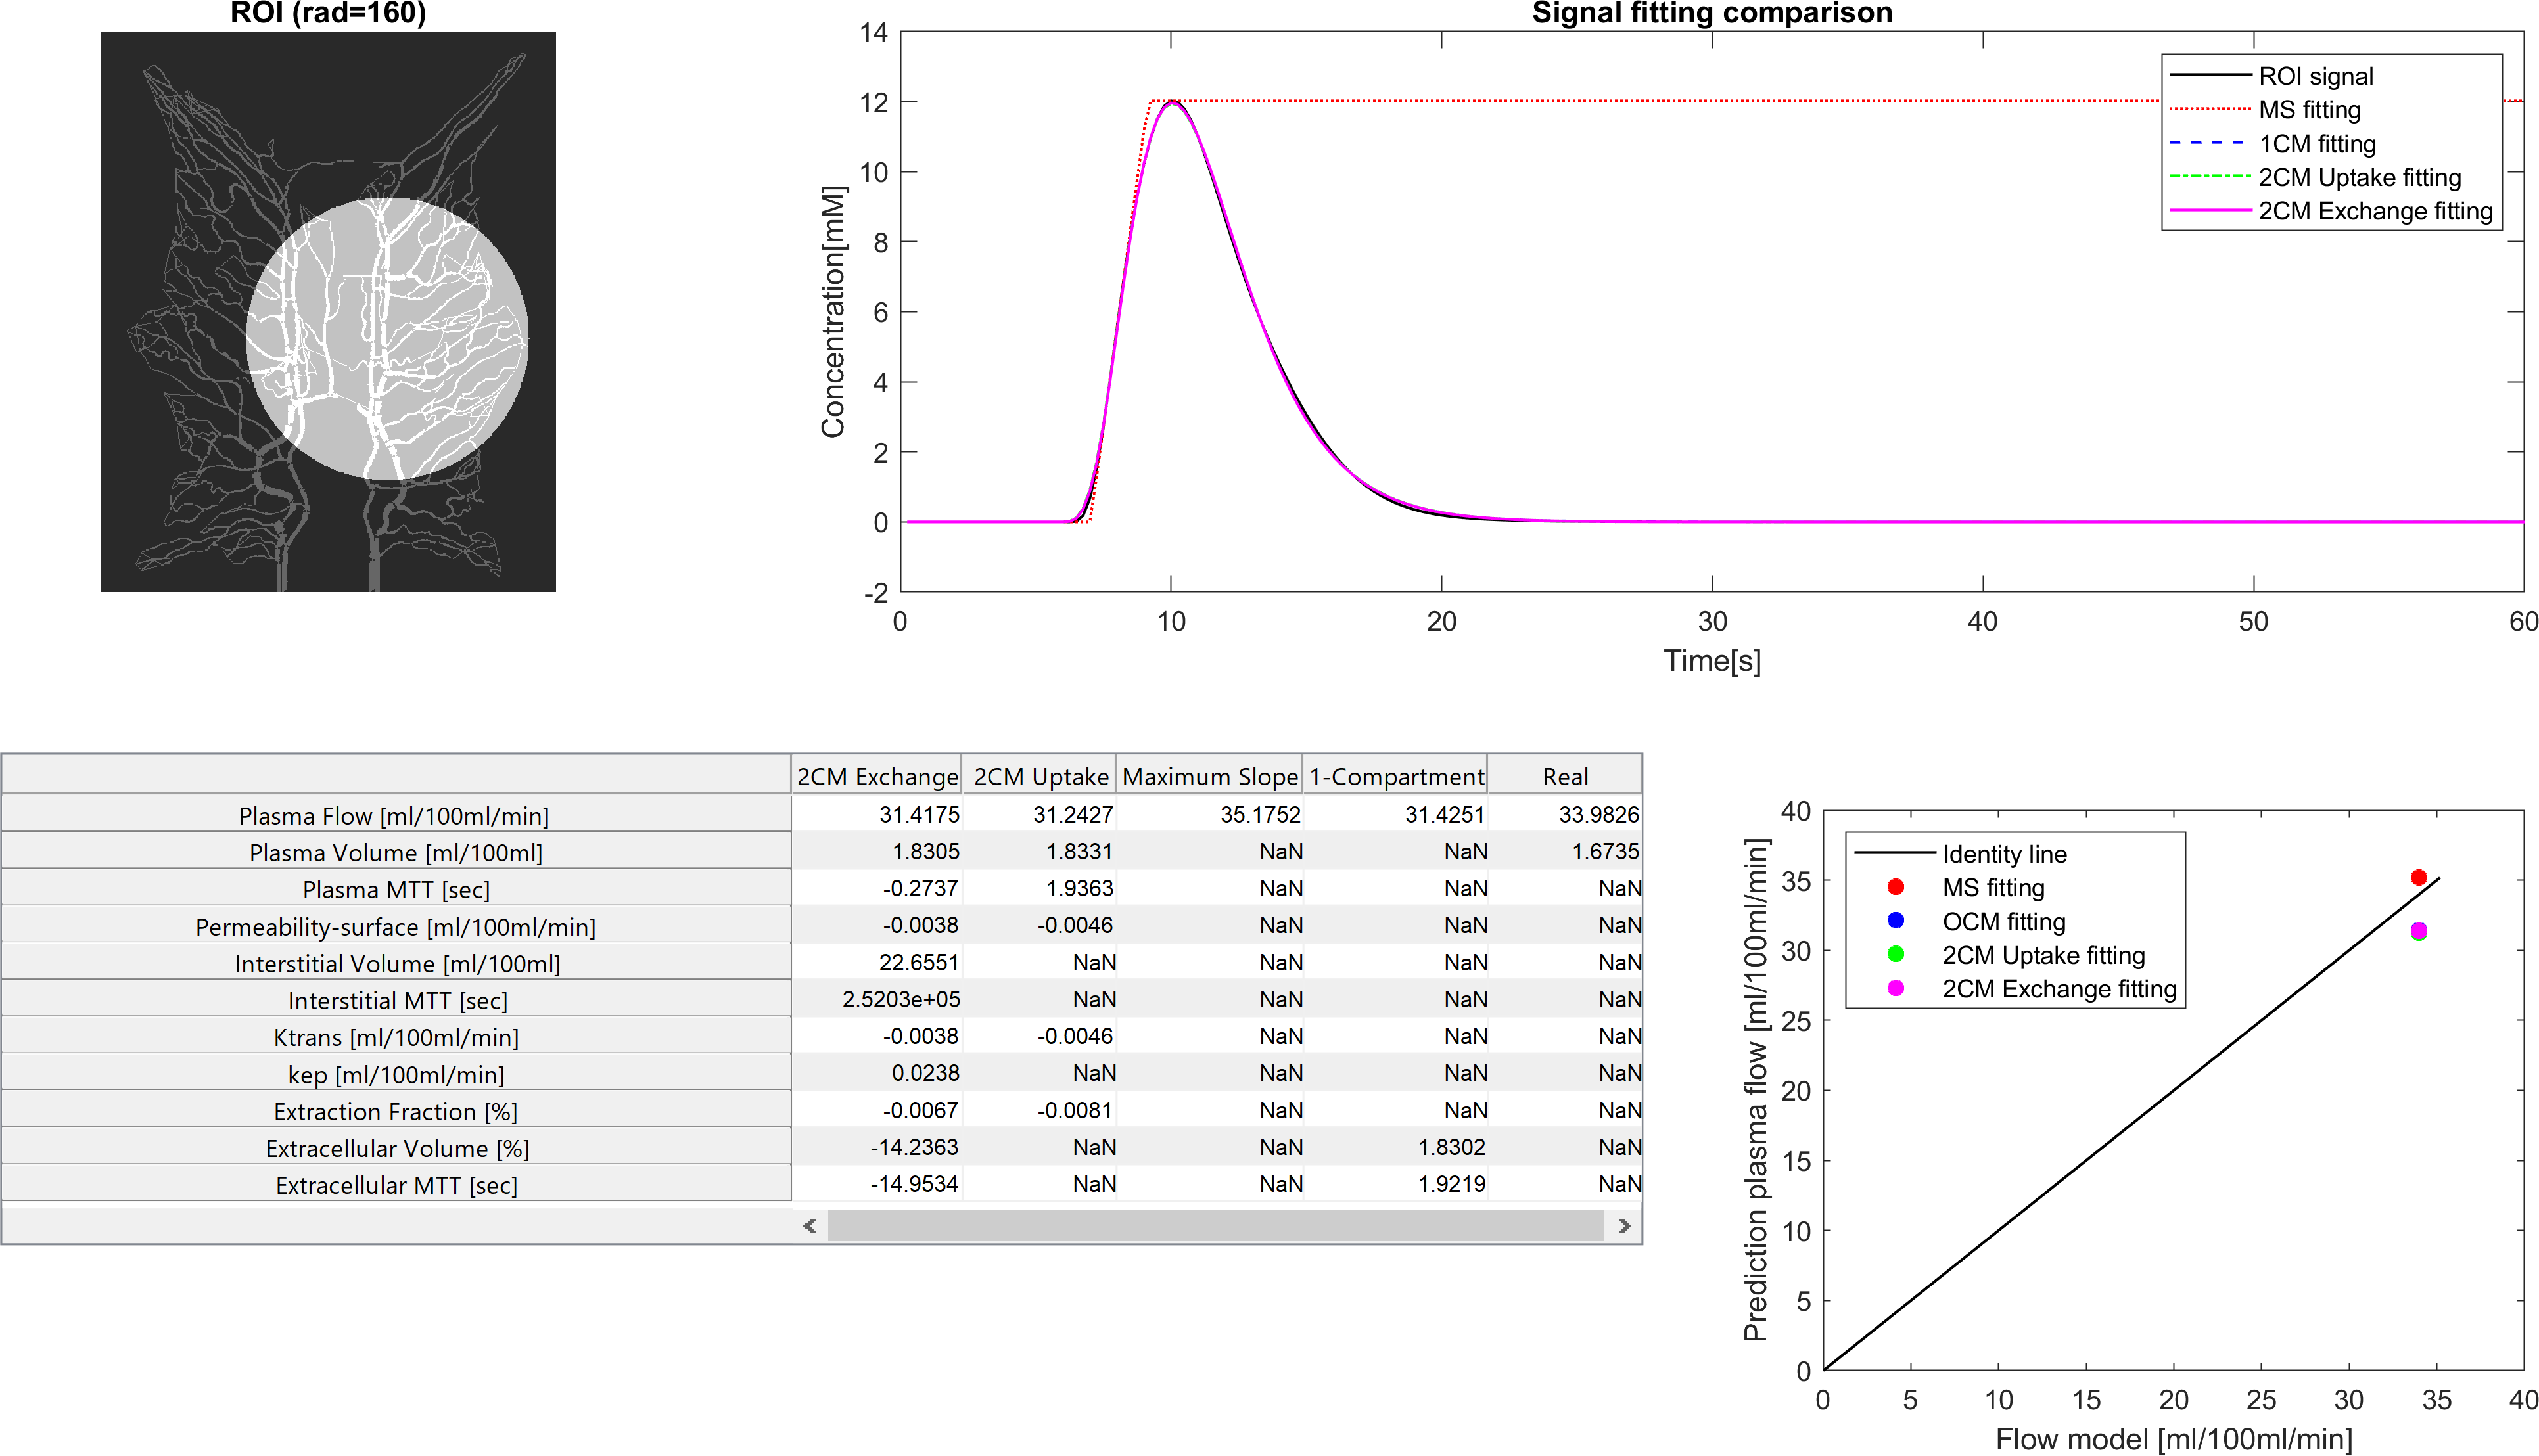 ROI (rad=160)
Signal fitting comparison
14
12
10
8
6
4
2
0
-2
Concentration[mM]
0 10 20 30 40 50 60
Time[s]
ROI signal
MS fitting
1CM fitting
2CM Uptake fitting
2CM Exchange fitting
2CM Exchange 2CM Uptake Maximum Slope 1-Compartment Real
Plasma Flow [ml/100ml/min] 31.4175 31.2427 35.1752 31.4251 33.9826
Plasma Volume [ml/100ml] 1.8305 1.8331 NaN NaN 1.6735
Plasma MTT [sec] -0.2737 1.9363 NaN NaN NaN
Permeability-surface [ml/100ml/min] -0.0038 -0.0046 NaN NaN NaN
Interstitial Volume [ml/100ml] 22.6551 NaN NaN NaN NaN
Interstitial MTT [sec] 2.5203e+05 NaN NaN NaN NaN
Ktrans [ml/100ml/min] -0.0038 -0.0046 NaN NaN NaN
kep [ml/100ml/min] 0.0238 NaN NaN NaN NaN
Extraction Fraction [%] -0.0067 -0.0081 NaN NaN NaN
Extracellular Volume [%] -14.2363 NaN NaN 1.8302 NaN
Extracellular MTT [sec] -14.9534 NaN NaN 1.9219 NaN
40
35
30
25
20
15
10
5
0
Prediction plasma flow [ml/100ml/min]
Identity line
MS fitting
OCM fitting
2CM Uptake fitting
2CM Exchange fitting
0 5 10 15 20 25 30 35 40
Flow model [ml/100ml/min]